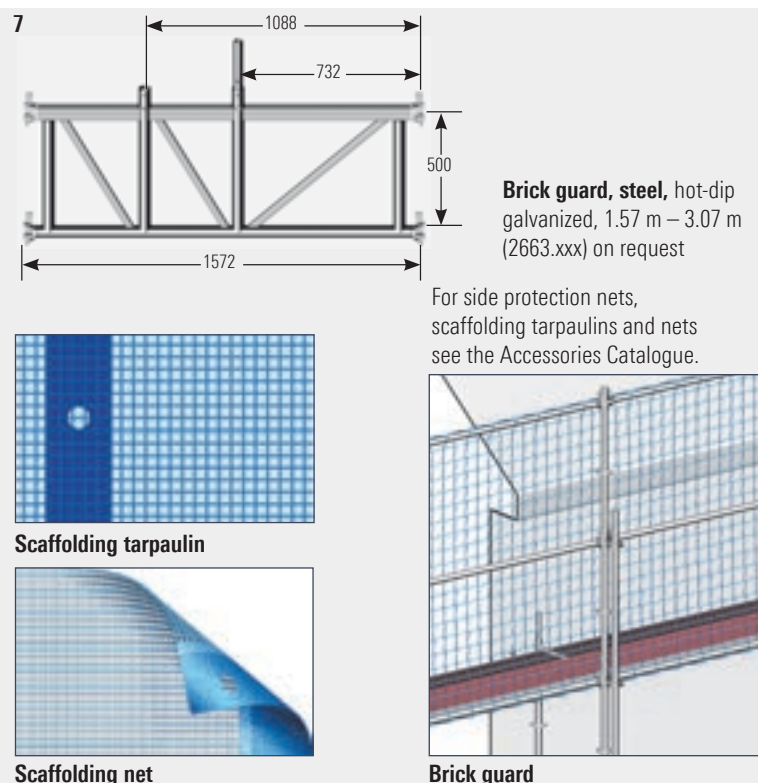 7
1088
732
500
1572
Brick guard, steel, hot-dip
galvanized, 1.57 m – 3.07 m
(2663.xxx) on request
For side protection nets,
scaffolding tarpaulins and nets
see the Accessories Catalogue.
Scaffolding tarpaulin
Scaffolding net
Brick guard